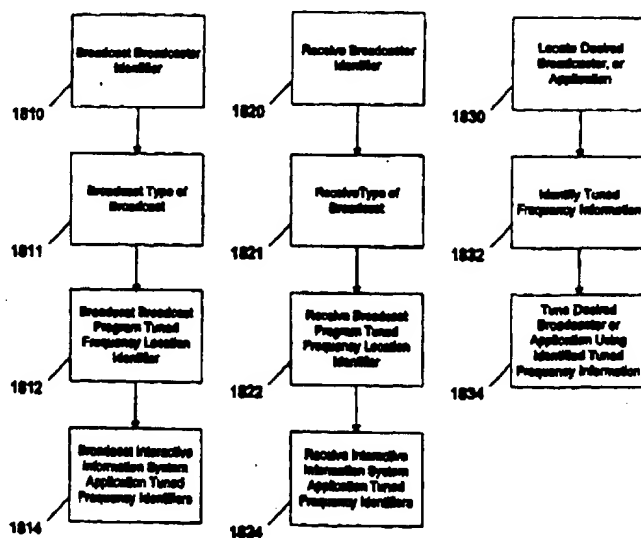 Broadcast Broadcaster
Identifier
1810
Broadcast Type of
Broadcast
1811
Broadcast Broadcast
Program Tuned
Frequency Location
Identifier
1812
Broadcast Interactive
Information System
Application Tuned
Frequency Identifiers
1814
Receive Broadcaster
Identifier
1820
ReceiveType of
Broadcast
1821
Receive Broadcast
Program Tuned
Frequency Location
Identifier
1822
Receive Interactive
Information System
Application Tuned
Frequency Identifiers
1824
Locate Desired
Broadcaster, or
Application
1830
Identify Tuned
Frequency Information
1832
Tune Desired
Broadcaster or
Application Using
Identified Tuned
Frequency Information
1834